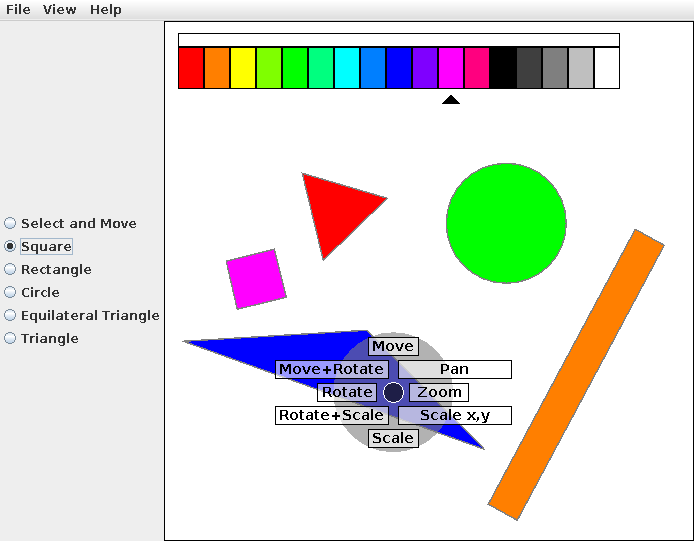 File View Help
Select and Move
Square
Rectangle
Circle
Equilateral Triangle
Triangle
Move
Move+Rotate Pan
Rotate Zoom
Rotate+Scale Scale x,y
Scale